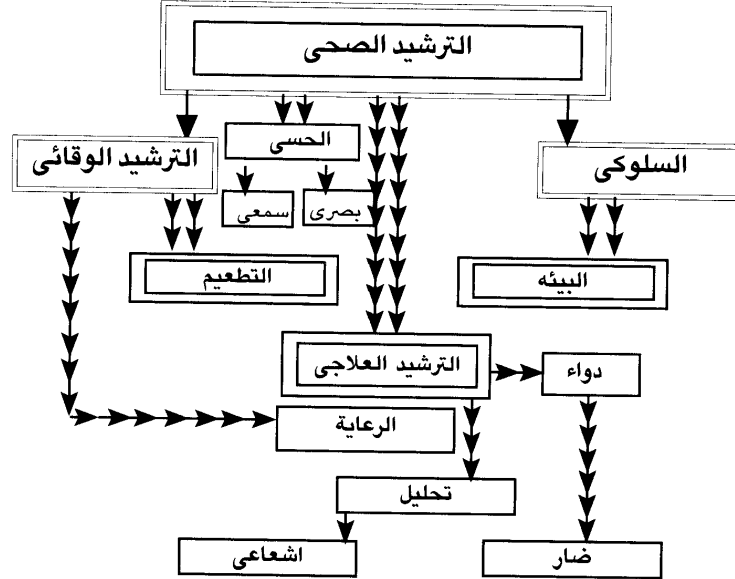 الترشيد الصحى
الحسى
الترشيد الوقائى
السلوكى
سمعى
بصرى
التطعيم
البيئه
الترشيد العلاجى
دواء
الرعاية
تحليل
اشعاعى
ضار